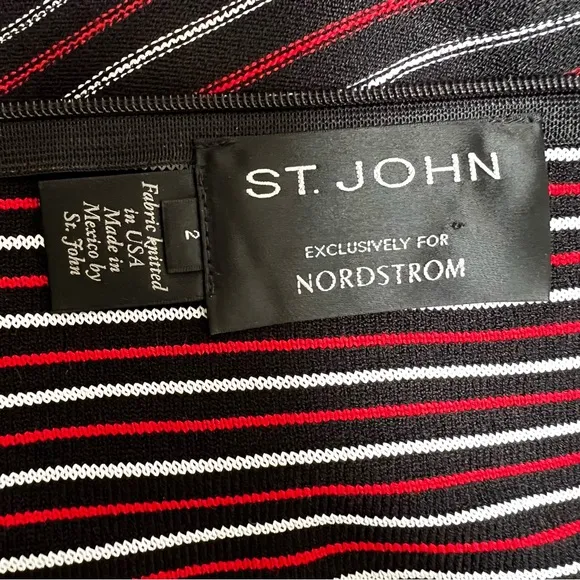 ST. JOHN
EXCLUSIVELY FOR
NORDSTROM
2
Fabric knitted
in USA
Made in
Mexico by
St. John